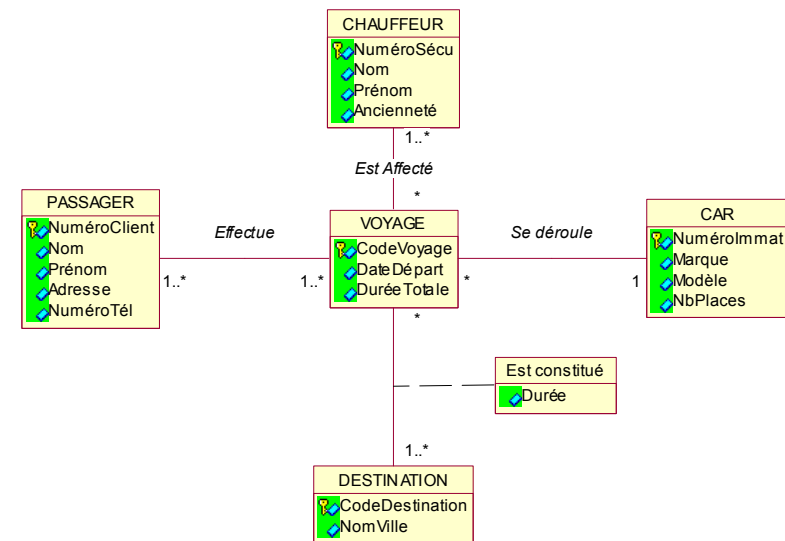 CHAUFFEUR
NuméroSécu
Nom
Prénom
Ancienneté
1..*
Est Affecté
*
PASSAGER
NuméroClient
Nom
Prénom
Adresse
NuméroTél
Effectue
1..*
1..*
VOYAGE
CodeVoyage
DateDépart
DuréeTotale
*
Se déroule
*
1
CAR
NuméroImmat
Marque
Modèle
NbPlaces
Est constitué
Durée
1..*
DESTINATION
CodeDestination
NomVille